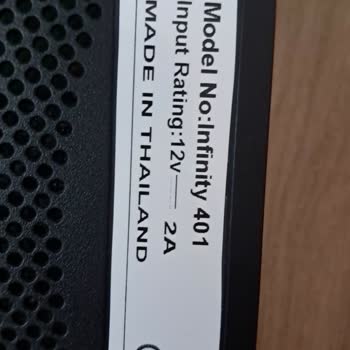 Model No:Infinity 401
Input Rating:12v⎓ 2A
MADE IN THAILAND